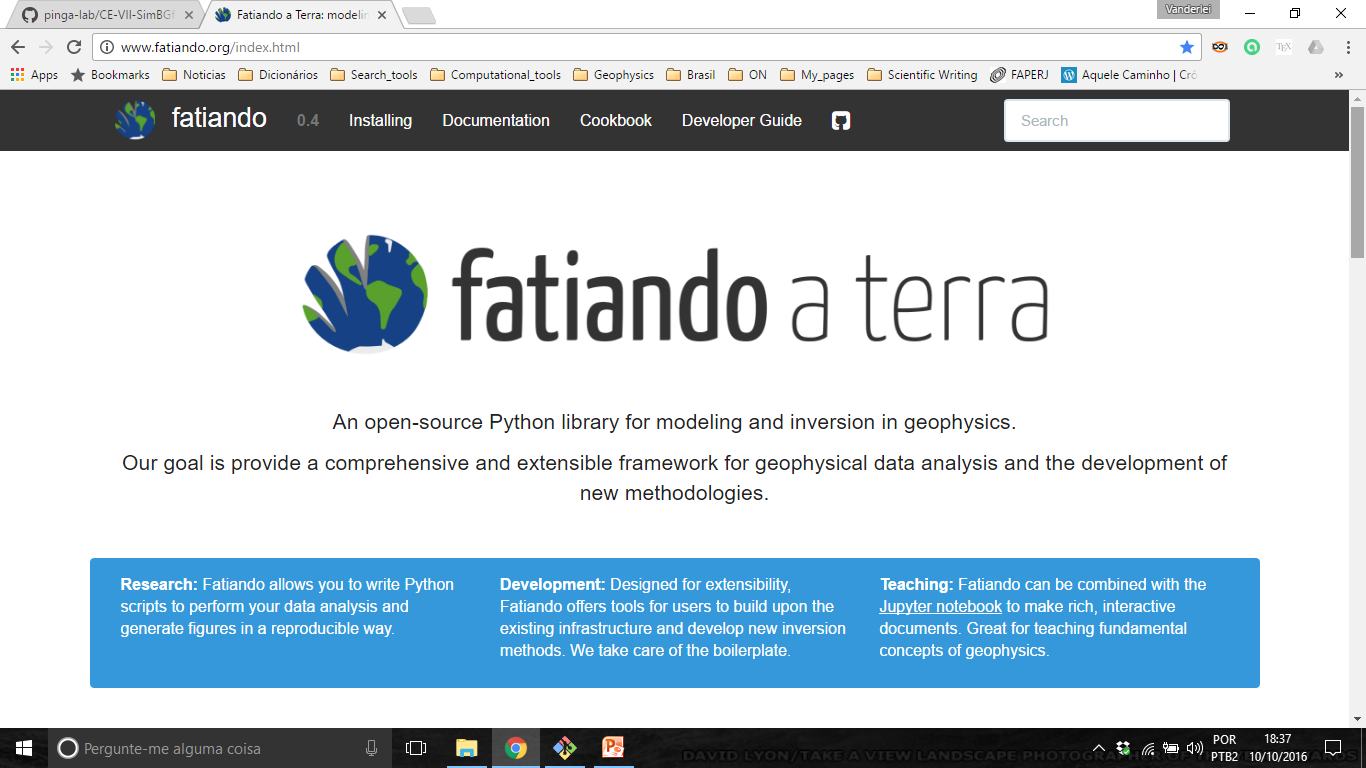 pinga-lab/CE-VII-SimBGf
Fatiando a Terra: modelin
Vanderlei
www.fatiando.org/index.html
Apps Bookmarks Noticias Dicionários Search_tools Computational_tools Geophysics Brasil ON My_pages Scientific Writing FAPERJ Aquele Caminho | Cró »
fatiando 0.4 Installing Documentation Cookbook Developer Guide Search
fatiando a terra
An open-source Python library for modeling and inversion in geophysics.
Our goal is provide a comprehensive and extensible framework for geophysical data analysis and the development of
new methodologies.
Research: Fatiando allows you to write Python
scripts to perform your data analysis and
generate figures in a reproducible way.
Development: Designed for extensibility,
Fatiando offers tools for users to build upon the
existing infrastructure and develop new inversion
methods. We take care of the boilerplate.
Teaching: Fatiando can be combined with the
Jupyter notebook to make rich, interactive
documents. Great for teaching fundamental
concepts of geophysics.
Pergunte-me alguma coisa
POR
PTB2
18:37
10/10/2016
DAVID LYON/TAKE A VIEW LANDSCAPE PHOTOGRAPHER OF